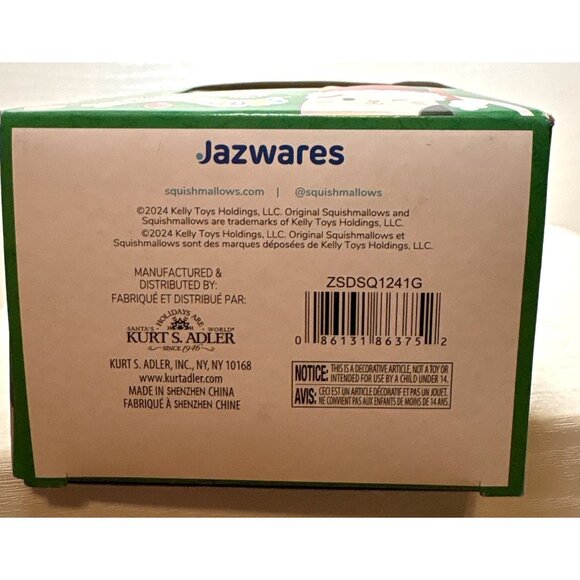 Jazwares
squishmallows.com | @squishmallows
©2024 Kelly Toys Holdings, LLC. Original Squishmallows and
Squishmallows are trademarks of Kelly Toys Holdings, LLC.
©2024 Kelly Toys Holdings, LLC. Original Squishmallows et
Squishmallows sont des marques déposées de Kelly Toys Holdings, LLC.
MANUFACTURED &
DISTRIBUTED BY:
FABRIQUÉ ET DISTRIBUÉ PAR:
HOLIDAYS ARE
SANTA'S WORLD®
KURT S. ADLER
SINCE 1946
KURT S. ADLER, INC., NY, NY 10168
www.kurtadler.com
MADE IN SHENZHEN CHINA
FABRIQUÉ À SHENZHEN CHINE
ZSDSQ1241G
0 86131 86375 2
NOTICE: THIS IS A DECORATIVE ARTICLE, NOT A TOY OR
INTENDED FOR USE BY A CHILD UNDER 14.
AVIS: CECI EST UN ARTICLE DÉCORATIF ET PAS UN JOUET.
NE CONVIENT PAS AUX ENFANTS DE MOINS DE 14 ANS.